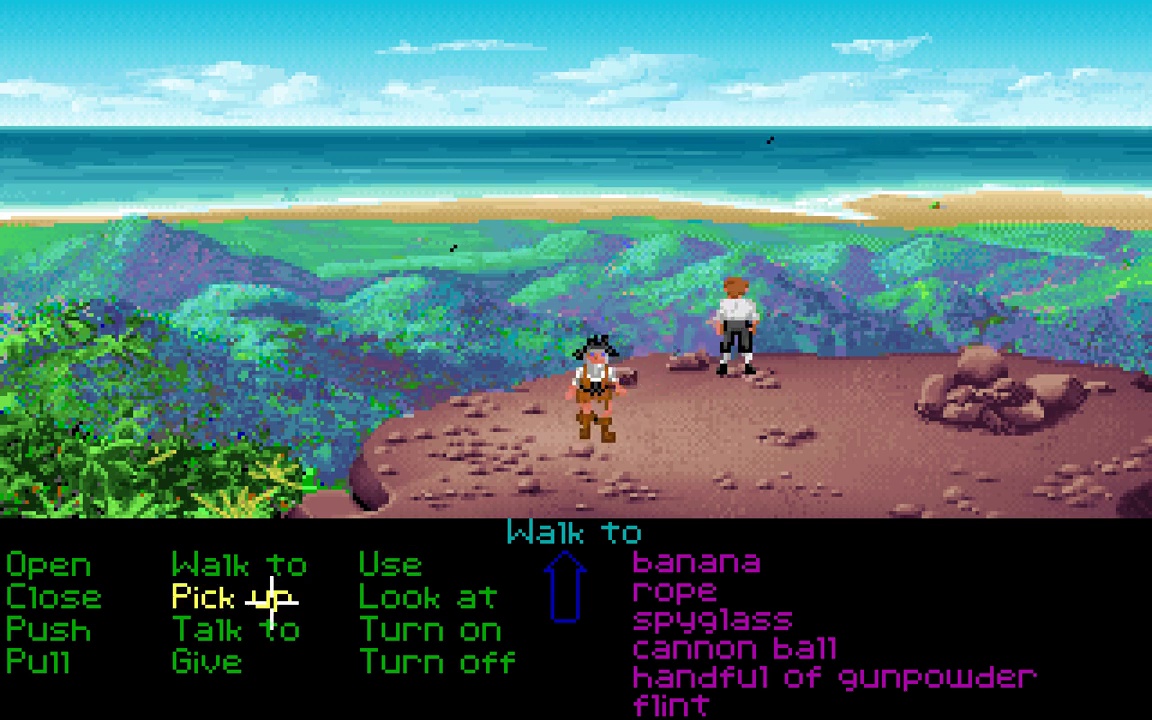 Walk to
Open Walk to Use banana
Close Pick up Look at rope
Push Talk to Turn on spyglass
Pull Give Turn off cannon ball
handful of gunpowder
flint